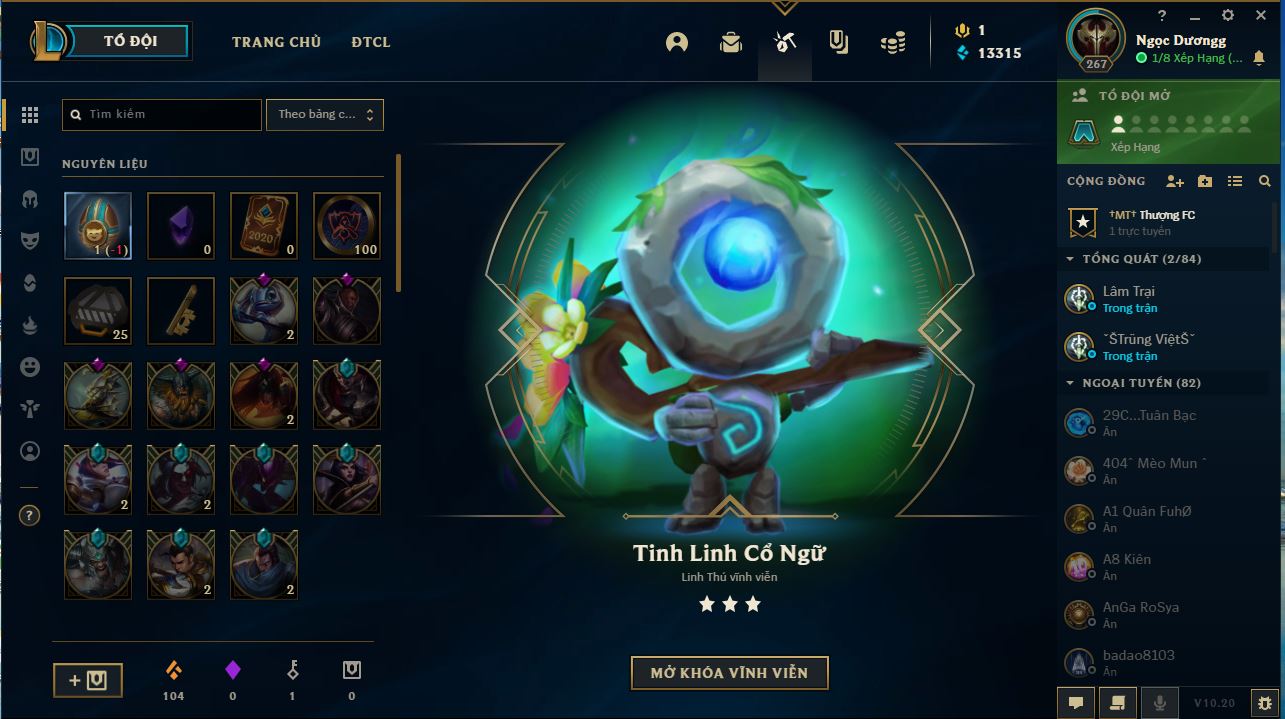 TỔ ĐỘI
TRANG CHỦ
ĐTCL
1
13315
?
267
Ngọc Dươngg
1/8 Xếp Hạng (...
TỔ ĐỘI MỞ
Xếp Hạng
Tìm kiếm
Theo bảng c...
NGUYÊN LIỆU
1 (-1)
0
2020
0
100
25
2
2
2
2
2
2
2
?
104
0
1
0
Tinh Linh Cổ Ngữ
Linh Thú vĩnh viễn
MỞ KHÓA VĨNH VIỄN
CỘNG ĐỒNG
†MT† Thượng FC
1 trực tuyến
TỔNG QUÁT (2/84)
Lâm Trại
Trong trận
ˇŠTrũng VīệtŠˇ
Trong trận
NGOẠI TUYẾN (82)
29C...Tuân Bạc
Ẩn
404ˆ Mèo Mun ˆ
Ẩn
A1 Quân FuhØ
Ẩn
A8 Kiên
Ẩn
AnGa RoSya
Ẩn
badao8103
Ẩn
V10.20